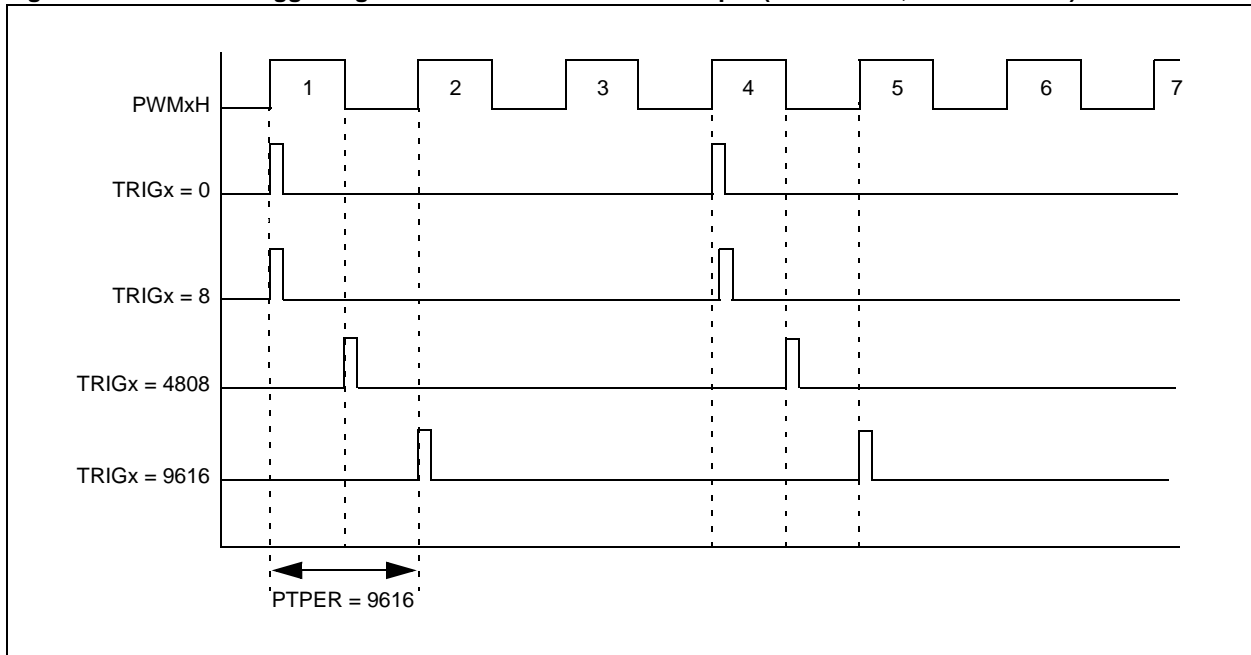 1 2 3 4 5 6 7
PWMxH
TRIGx = 0
TRIGx = 8
TRIGx = 4808
TRIGx = 9616
PTPER = 9616